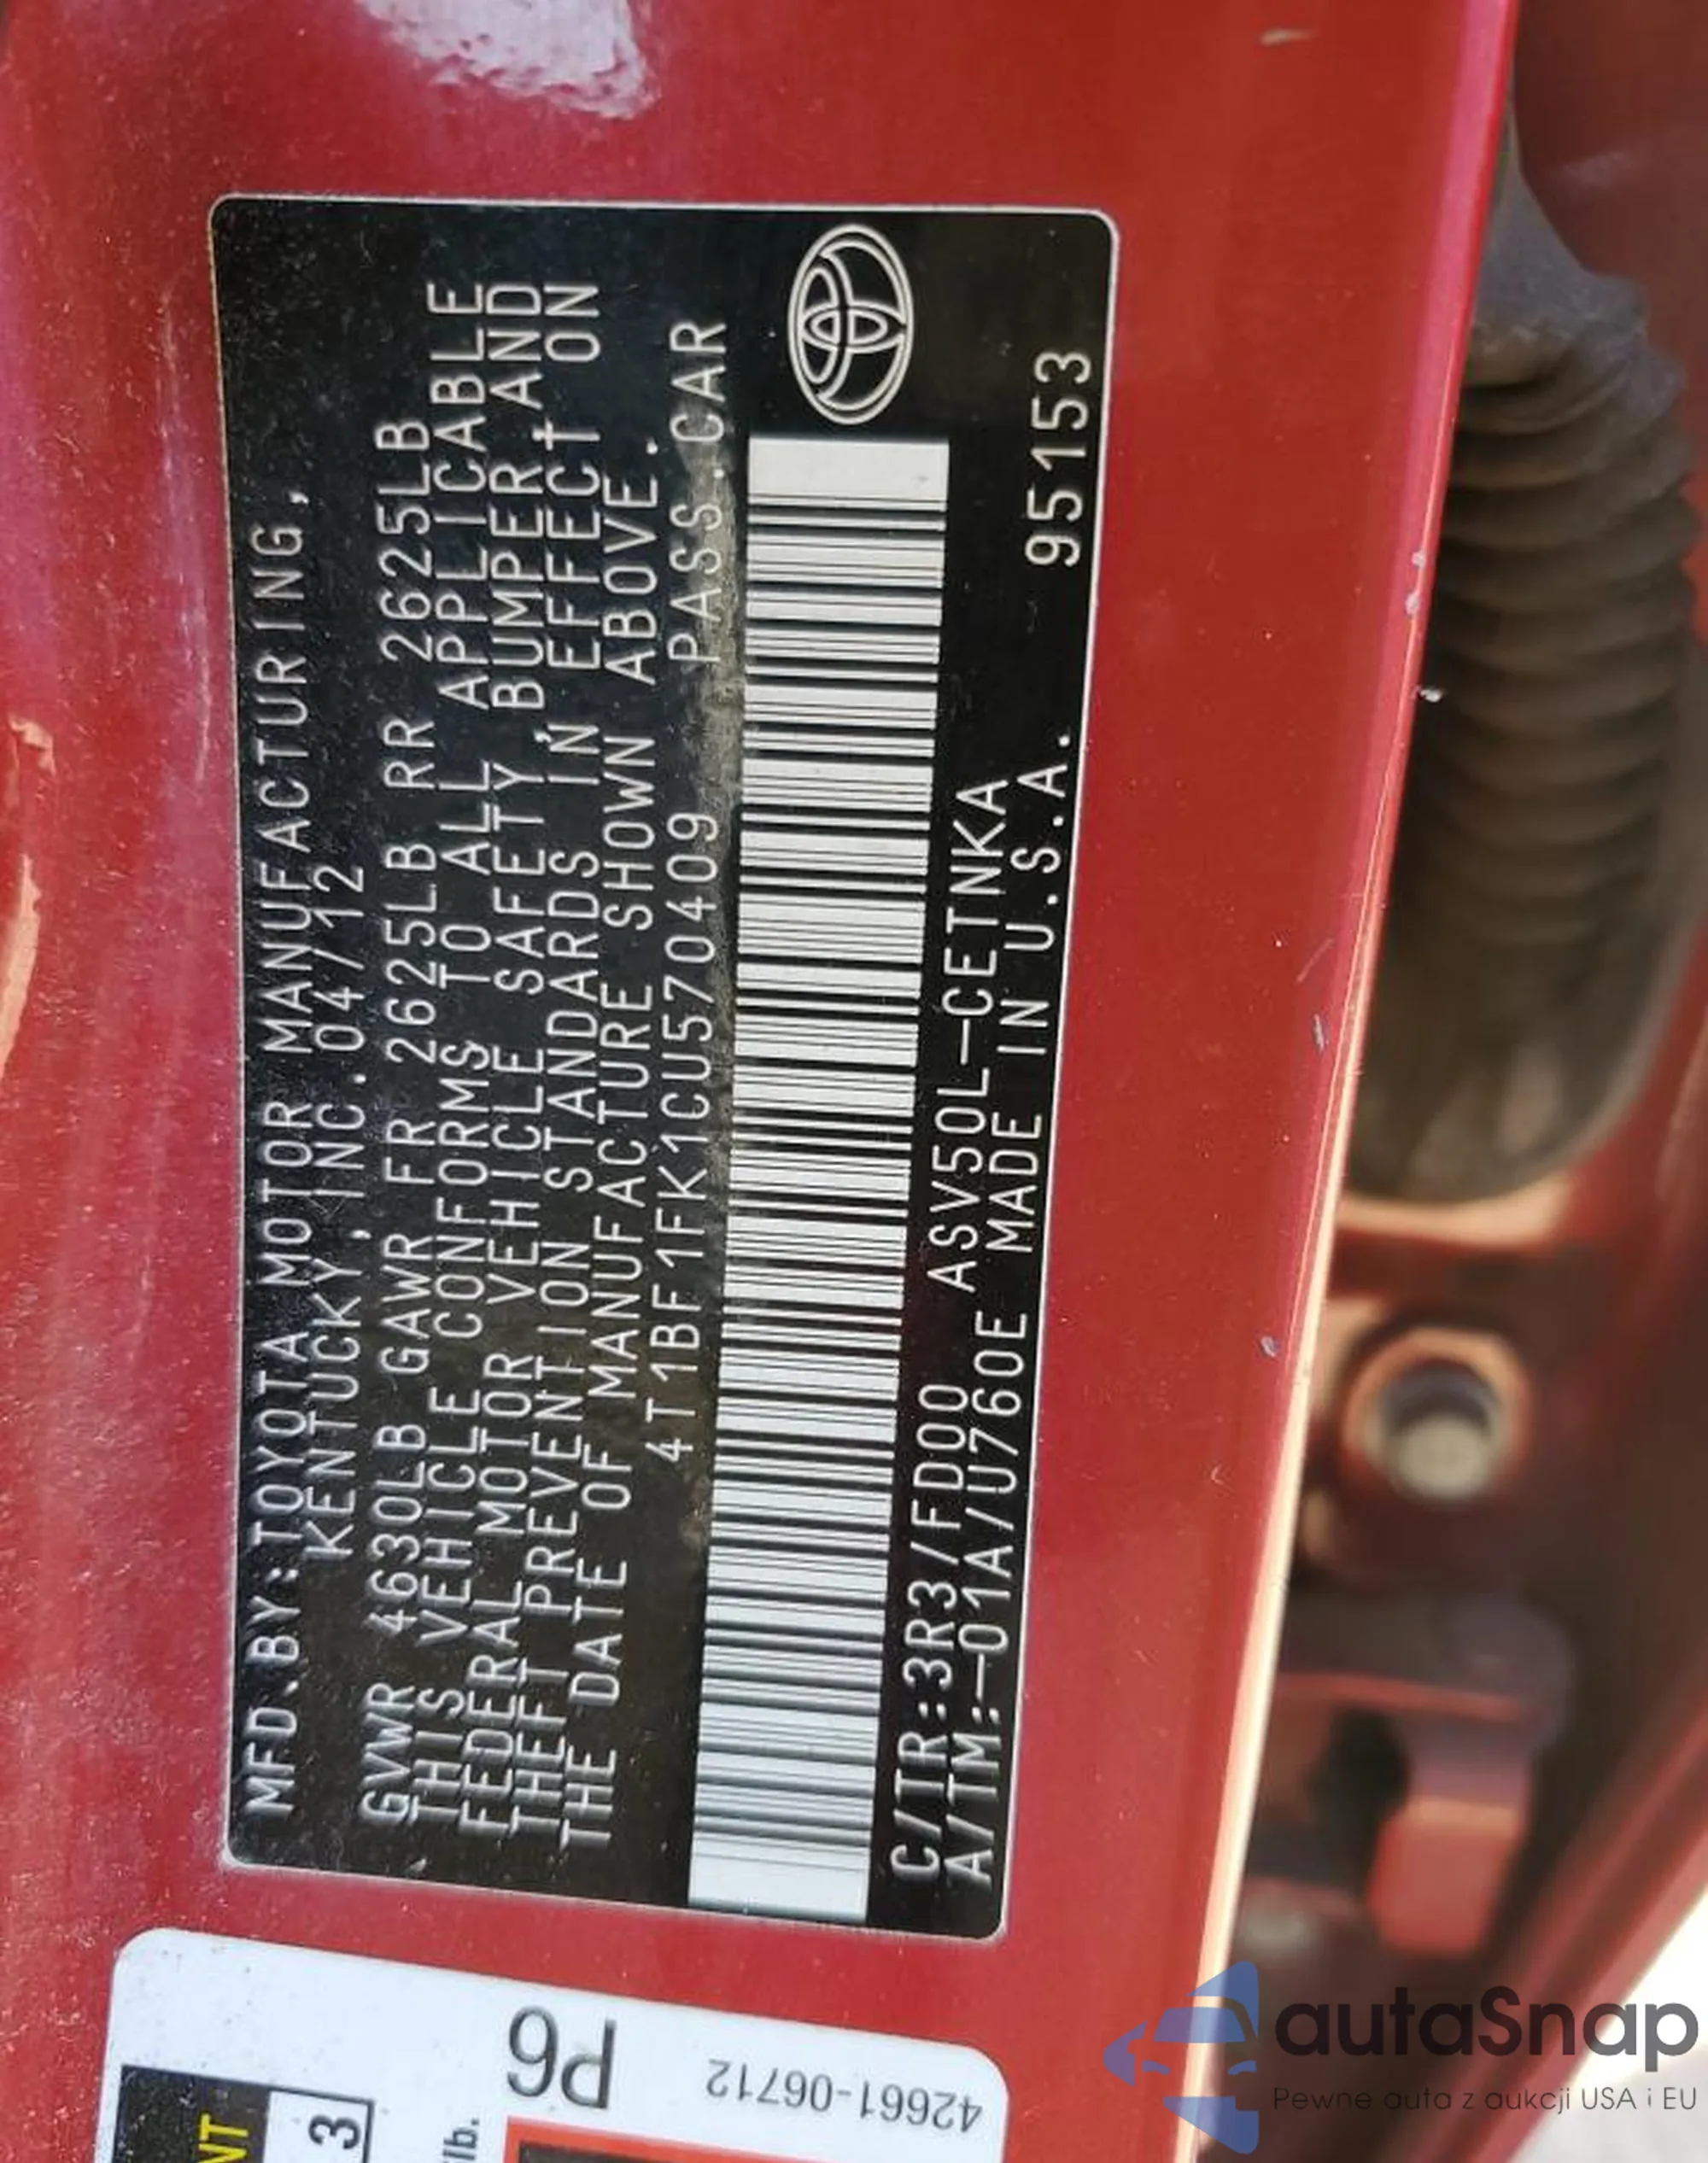 MFD.BY:TOYOTA MOTOR MANUFACTURING,
KENTUCKY, INC. 04/12
GVWR 4630LB GAWR FR 2625LB RR 2625LB
THIS VEHICLE CONFORMS TO ALL APPLICABLE
FEDERAL MOTOR VEHICLE SAFETY BUMPER AND
THEFT PREVENTION STANDARDS IN EFFECT ON
THE DATE OF MANUFACTURE SHOWN ABOVE.
4T1BF1FK1CU570409 PASS.CAR
C/TR:3R3/FD00 ASV50L-CETNKA
A/TM:-01A/U760E MADE IN U.S.A. 95153
P6
42661-06712
NT
3
lb.
autaSnap
Pewne auta z aukcji USA i EU